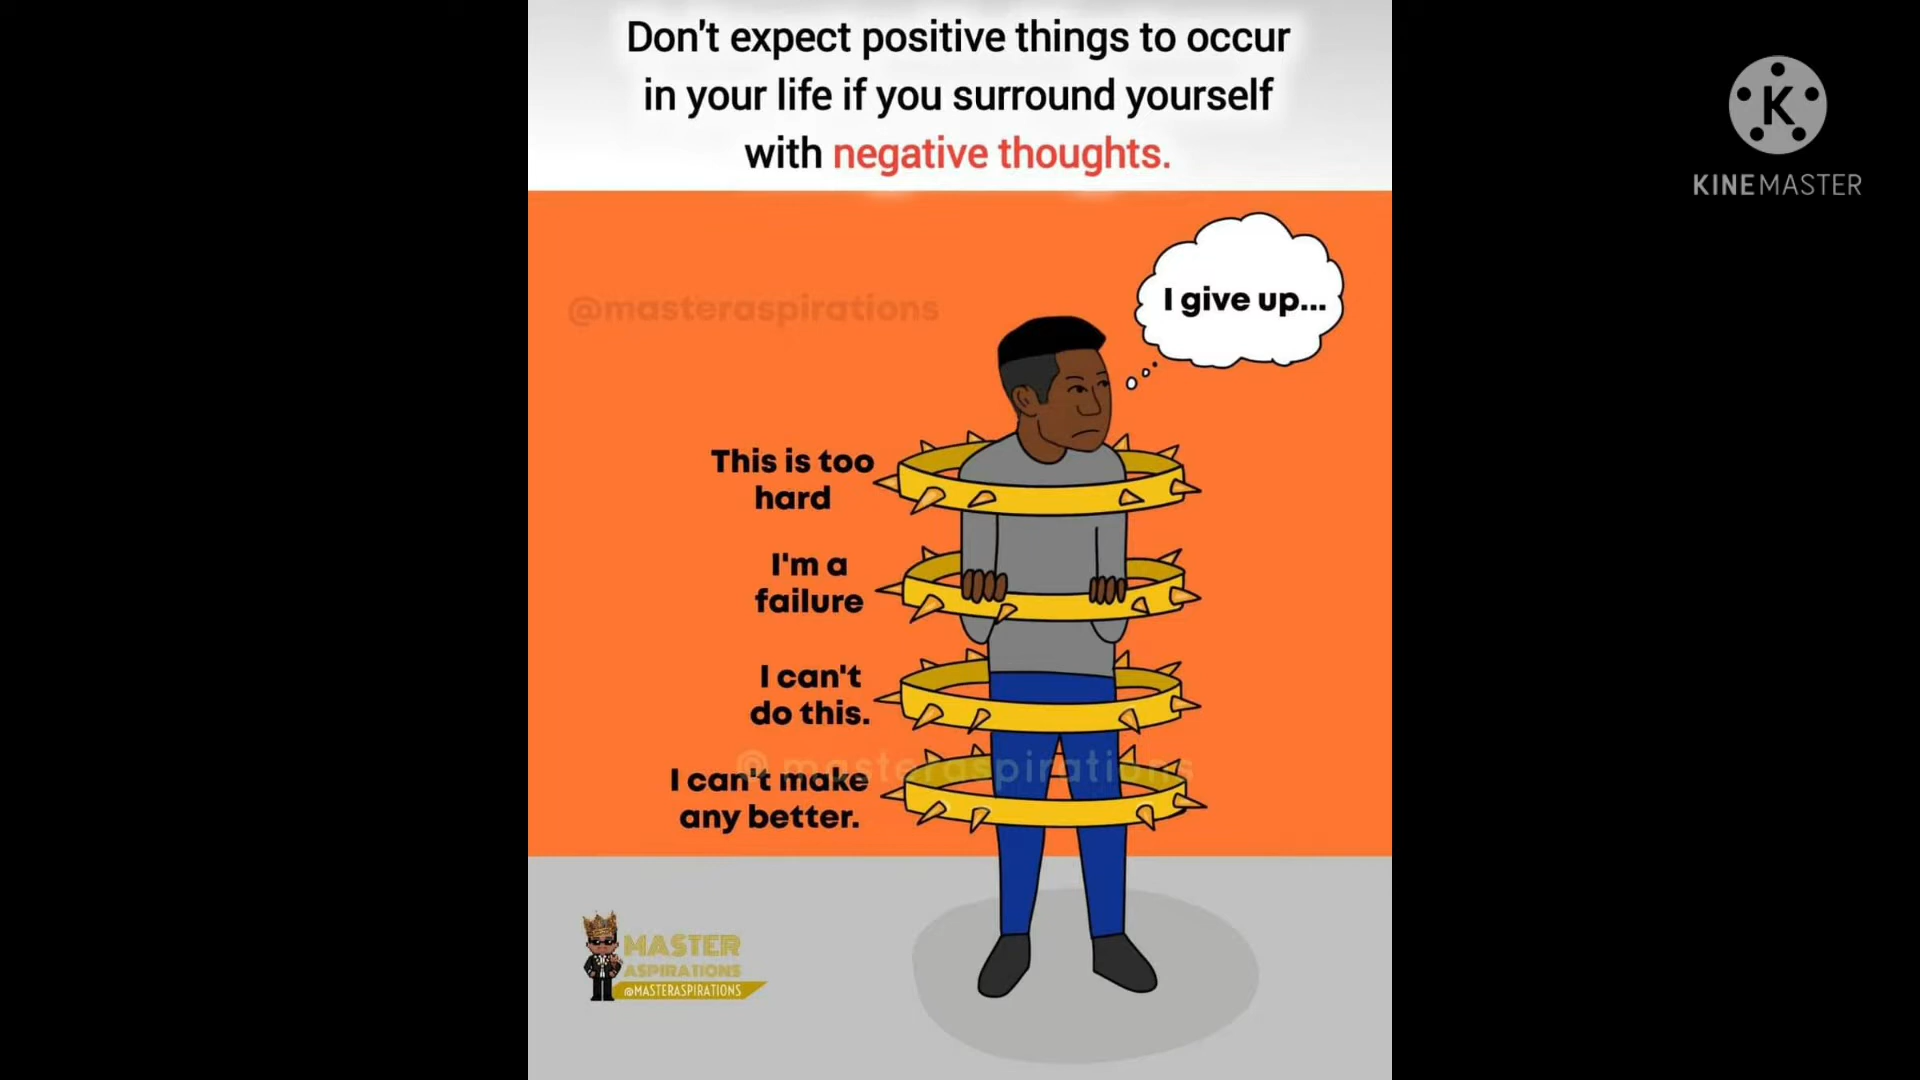 Don't expect positive things to occur
in your life if you surround yourself
with negative thoughts.
K
KINEMASTER
@masteraspirations
I give up...
This is too
hard
I'm a
failure
I can't
do this.
@masteraspirations
I can't make
any better.
MASTER
ASPIRATIONS
@MASTERASPIRATIONS